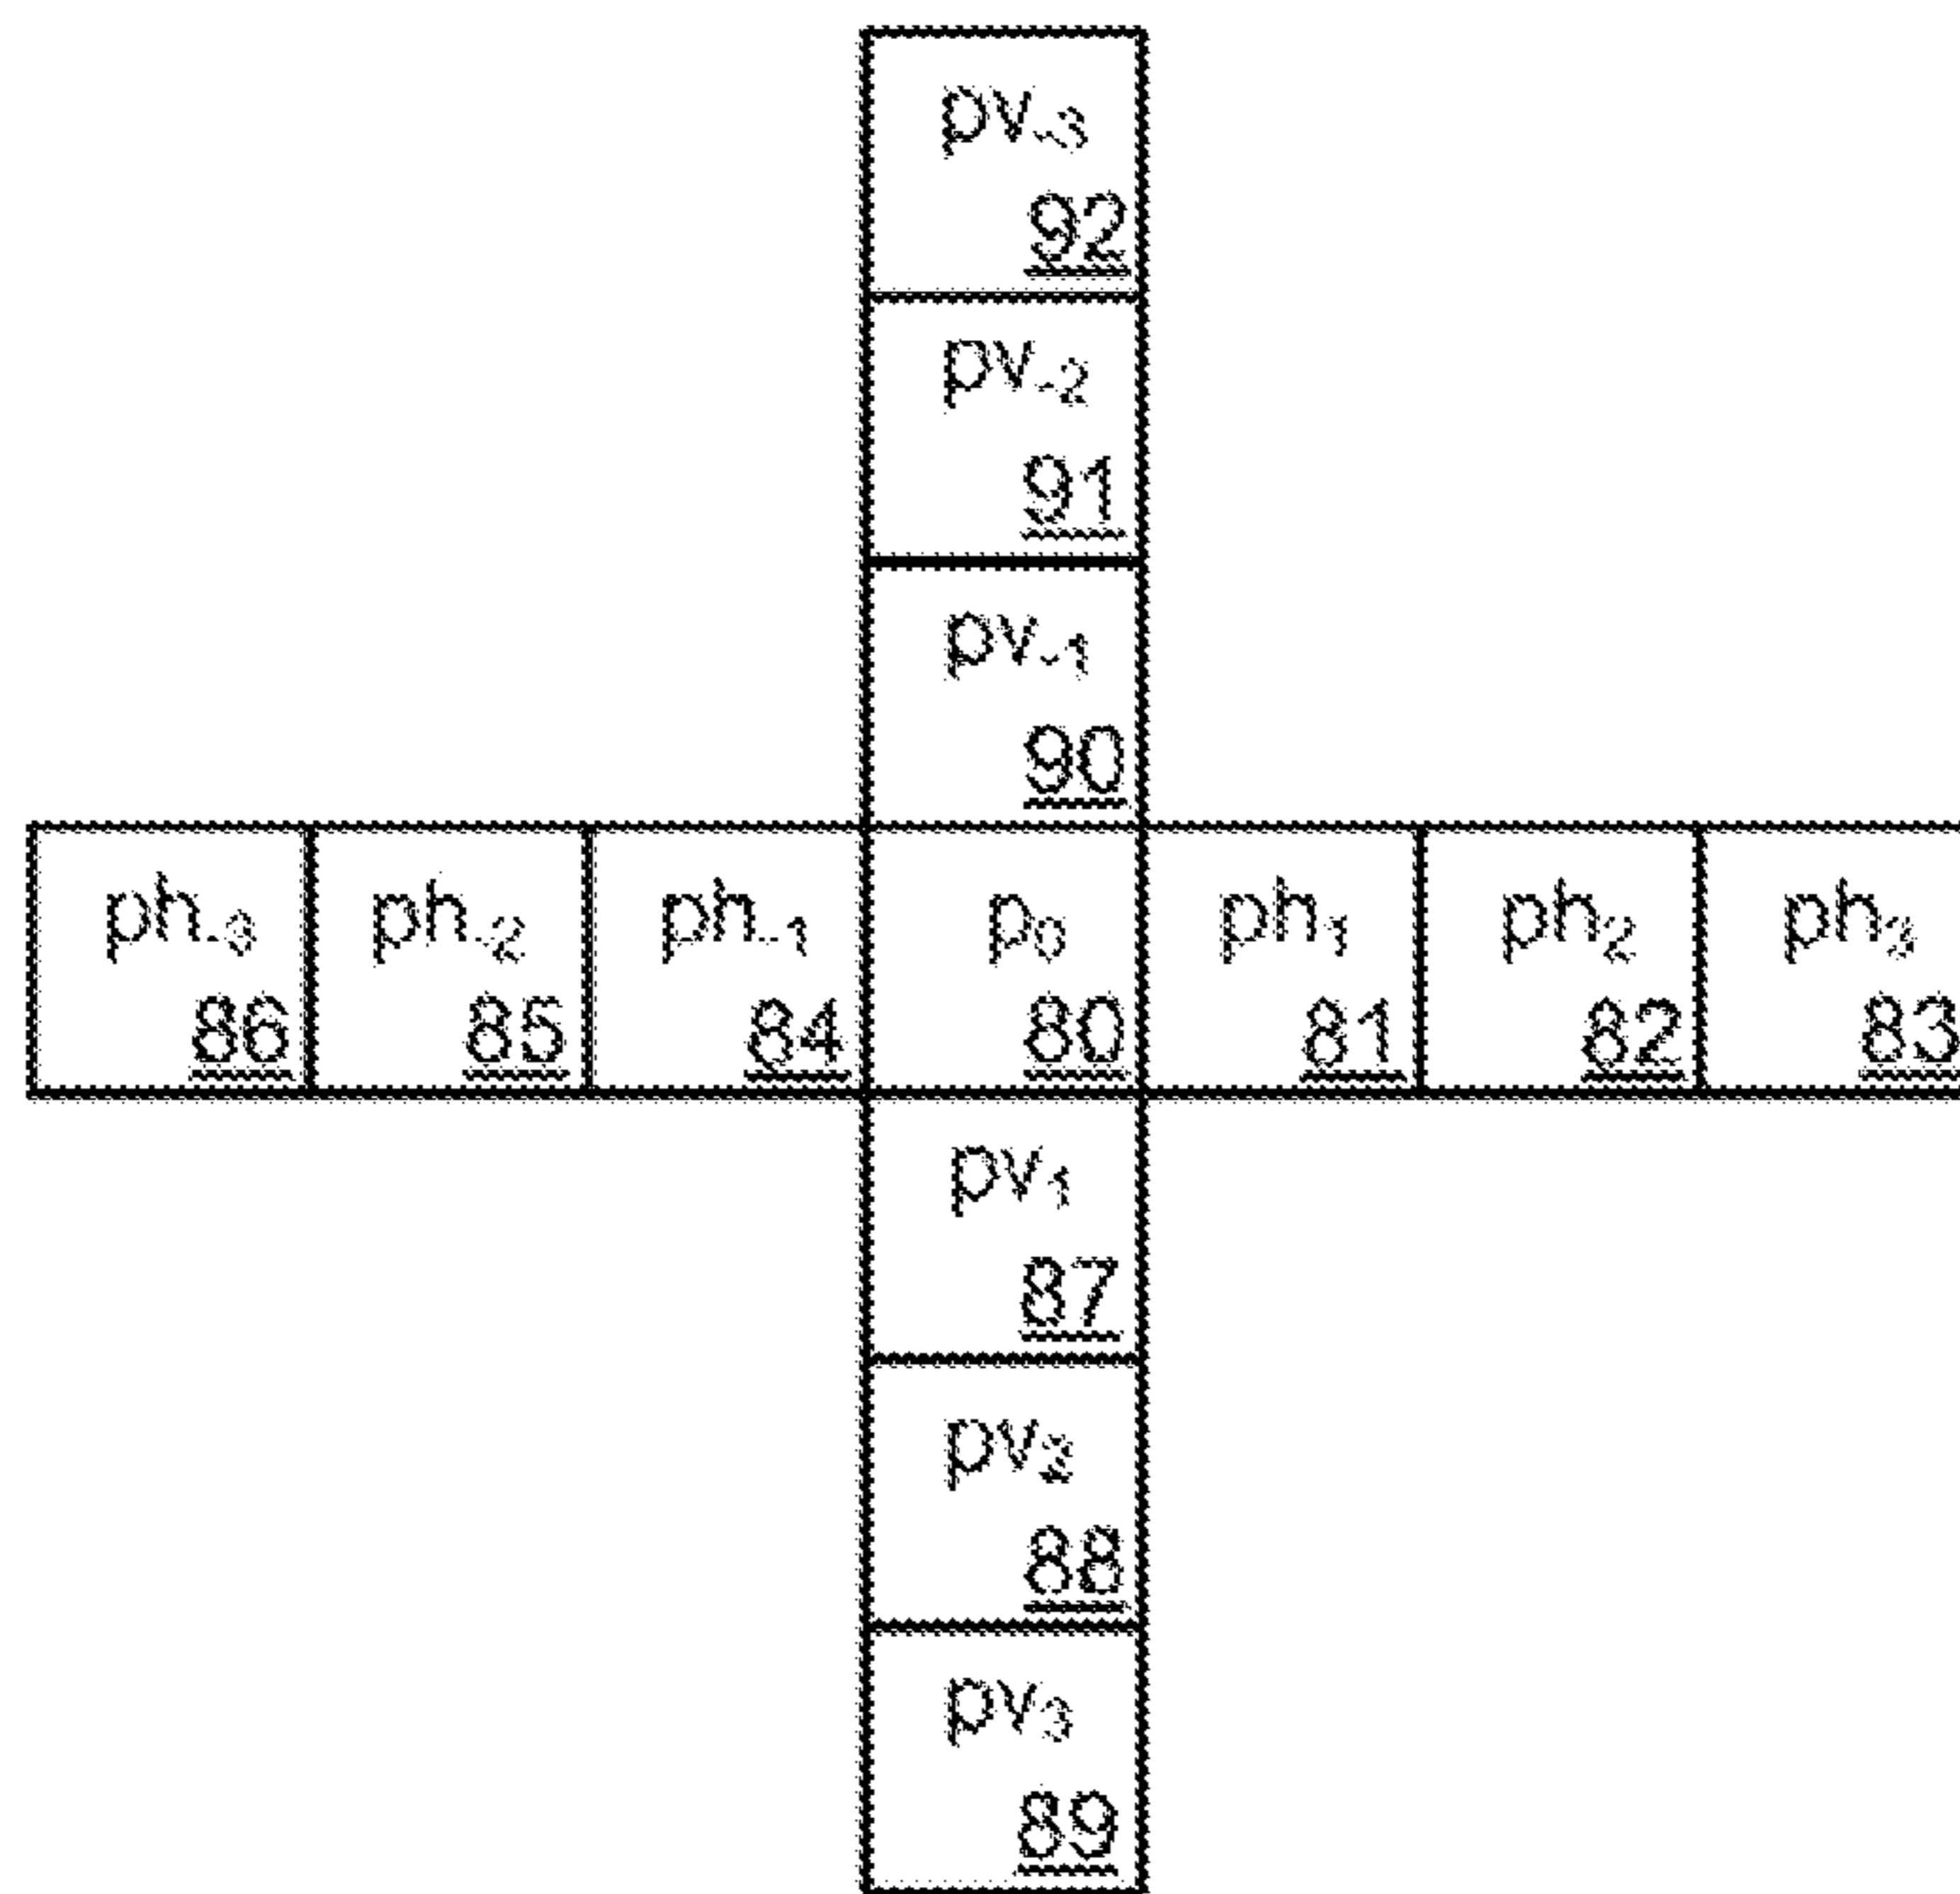 pv₋₃
92
pv₋₂
91
pv₋₁
90
ph₋₃ ph₋₂ ph₋₁ p₀ ph₁ ph₂ ph₃
86 85 84 80 81 82 83
pv₁
87
pv₂
88
pv₃
89